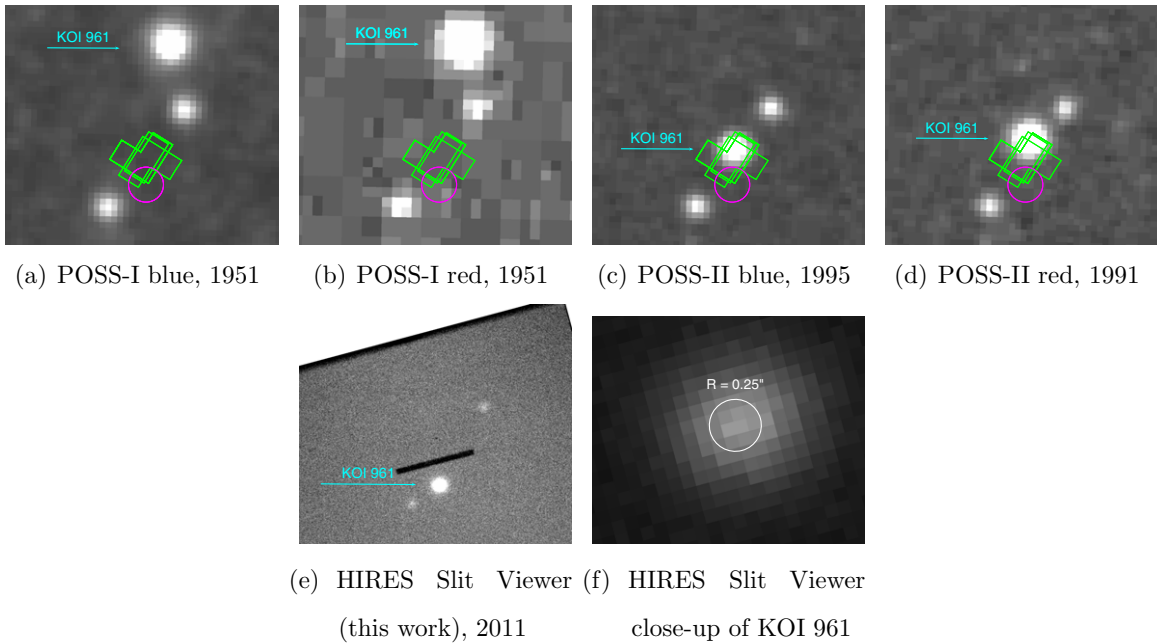 KOI 961
KOI 961
KOI 961
KOI 961
(a) POSS-I blue, 1951
(b) POSS-I red, 1951
(c) POSS-II blue, 1995
(d) POSS-II red, 1991
KOI 961
R = 0.25"
(e) HIRES Slit Viewer
(this work), 2011
(f) HIRES Slit Viewer
close-up of KOI 961